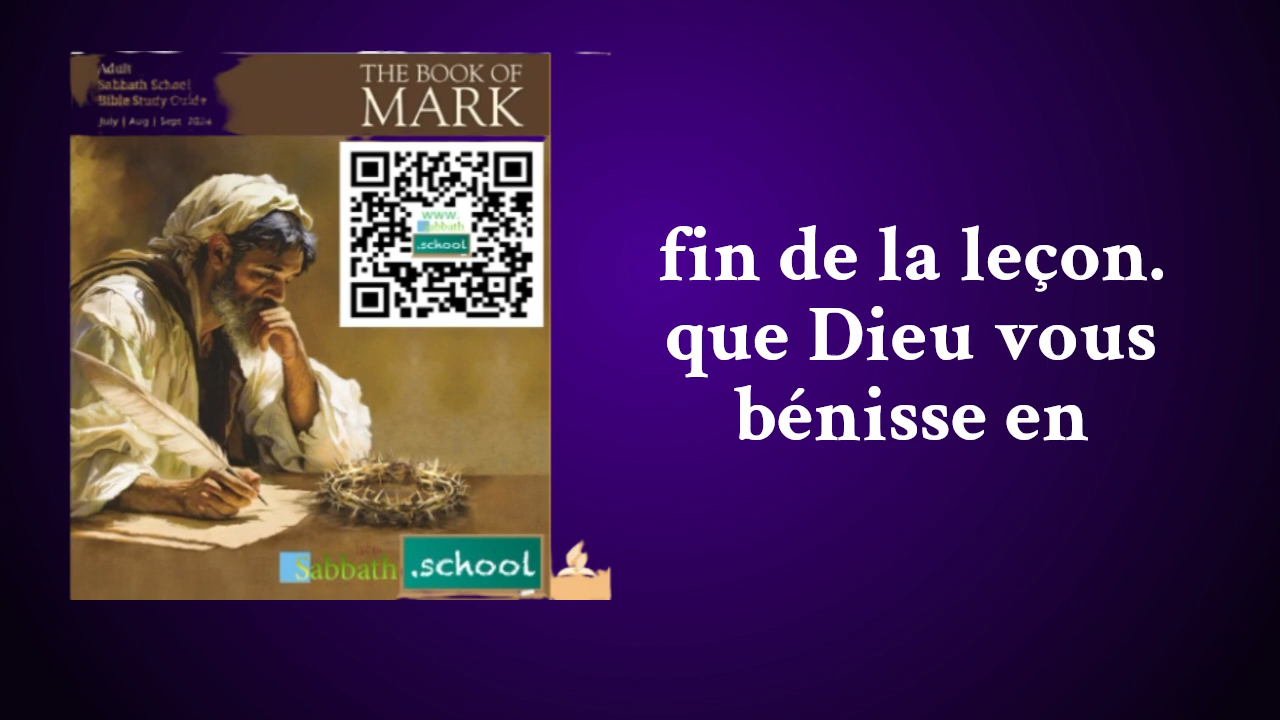 Adult
Sabbath School
Bible Study Guide
July | Aug | Sept 2024
THE BOOK OF
MARK
www.
Sabbath
.school
Sabbath .school
fin de la leçon.
que Dieu vous
bénisse en